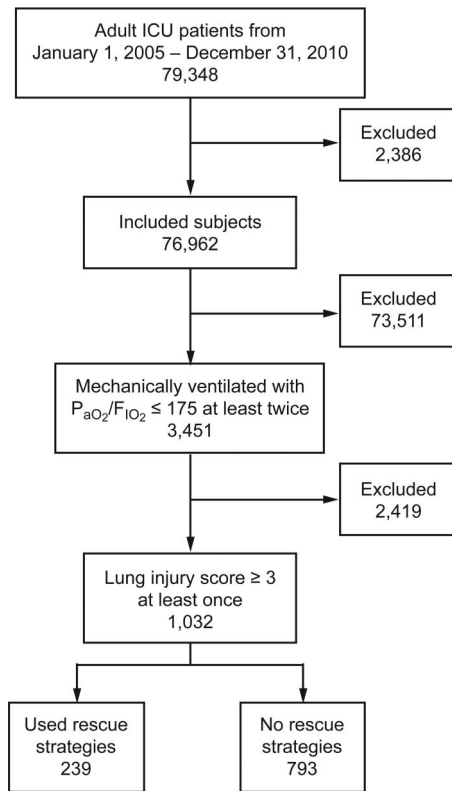 Adult ICU patients from
January 1, 2005 – December 31, 2010
79,348
Excluded
2,386
Included subjects
76,962
Excluded
73,511
Mechanically ventilated with
PaO2/FIO2 ≤ 175 at least twice
3,451
Excluded
2,419
Lung injury score ≥ 3
at least once
1,032
Used rescue
strategies
239
No rescue
strategies
793